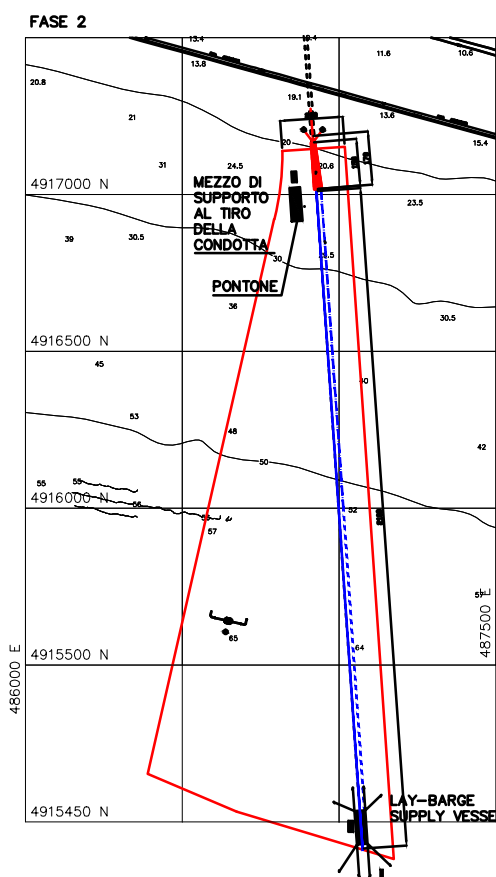 FASE 2
13.4
19.4
11.6
10.6
13.8
20.8
19.1
13.6
21
15.4
20
31
24.5
20.6
4917000 N
MEZZO DI
SUPPORTO
AL TIRO
DELLA
CONDOTTA
23.5
39
30.5
30
PONTONE
36
30.5
4916500 N
45
40
53
48
42
50
55
55
4916000 N
56
52
57
57
65
64
4915500 N
486000 E
487500 E
4915450 N
LAY-BARGE
SUPPLY VESSE